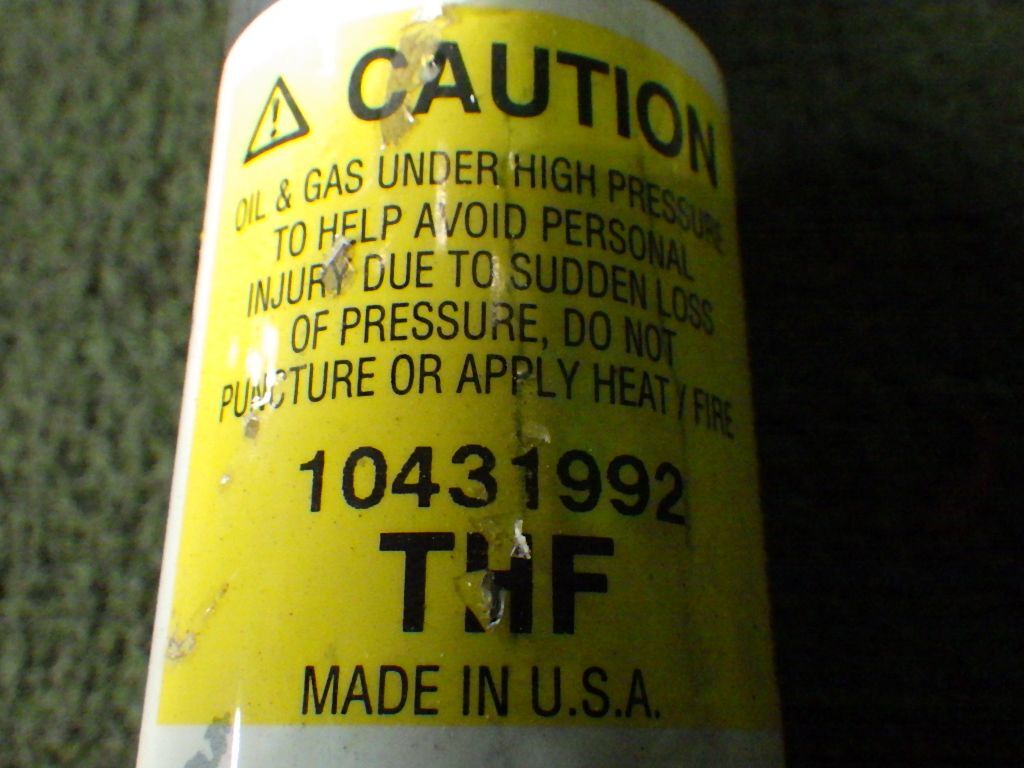 CAUTION
OIL & GAS UNDER HIGH PRESSURE
TO HELP AVOID PERSONAL
INJURY DUE TO SUDDEN LOSS
OF PRESSURE, DO NOT
PUNCTURE OR APPLY HEAT / FIRE
10431992
THF
MADE IN U.S.A.